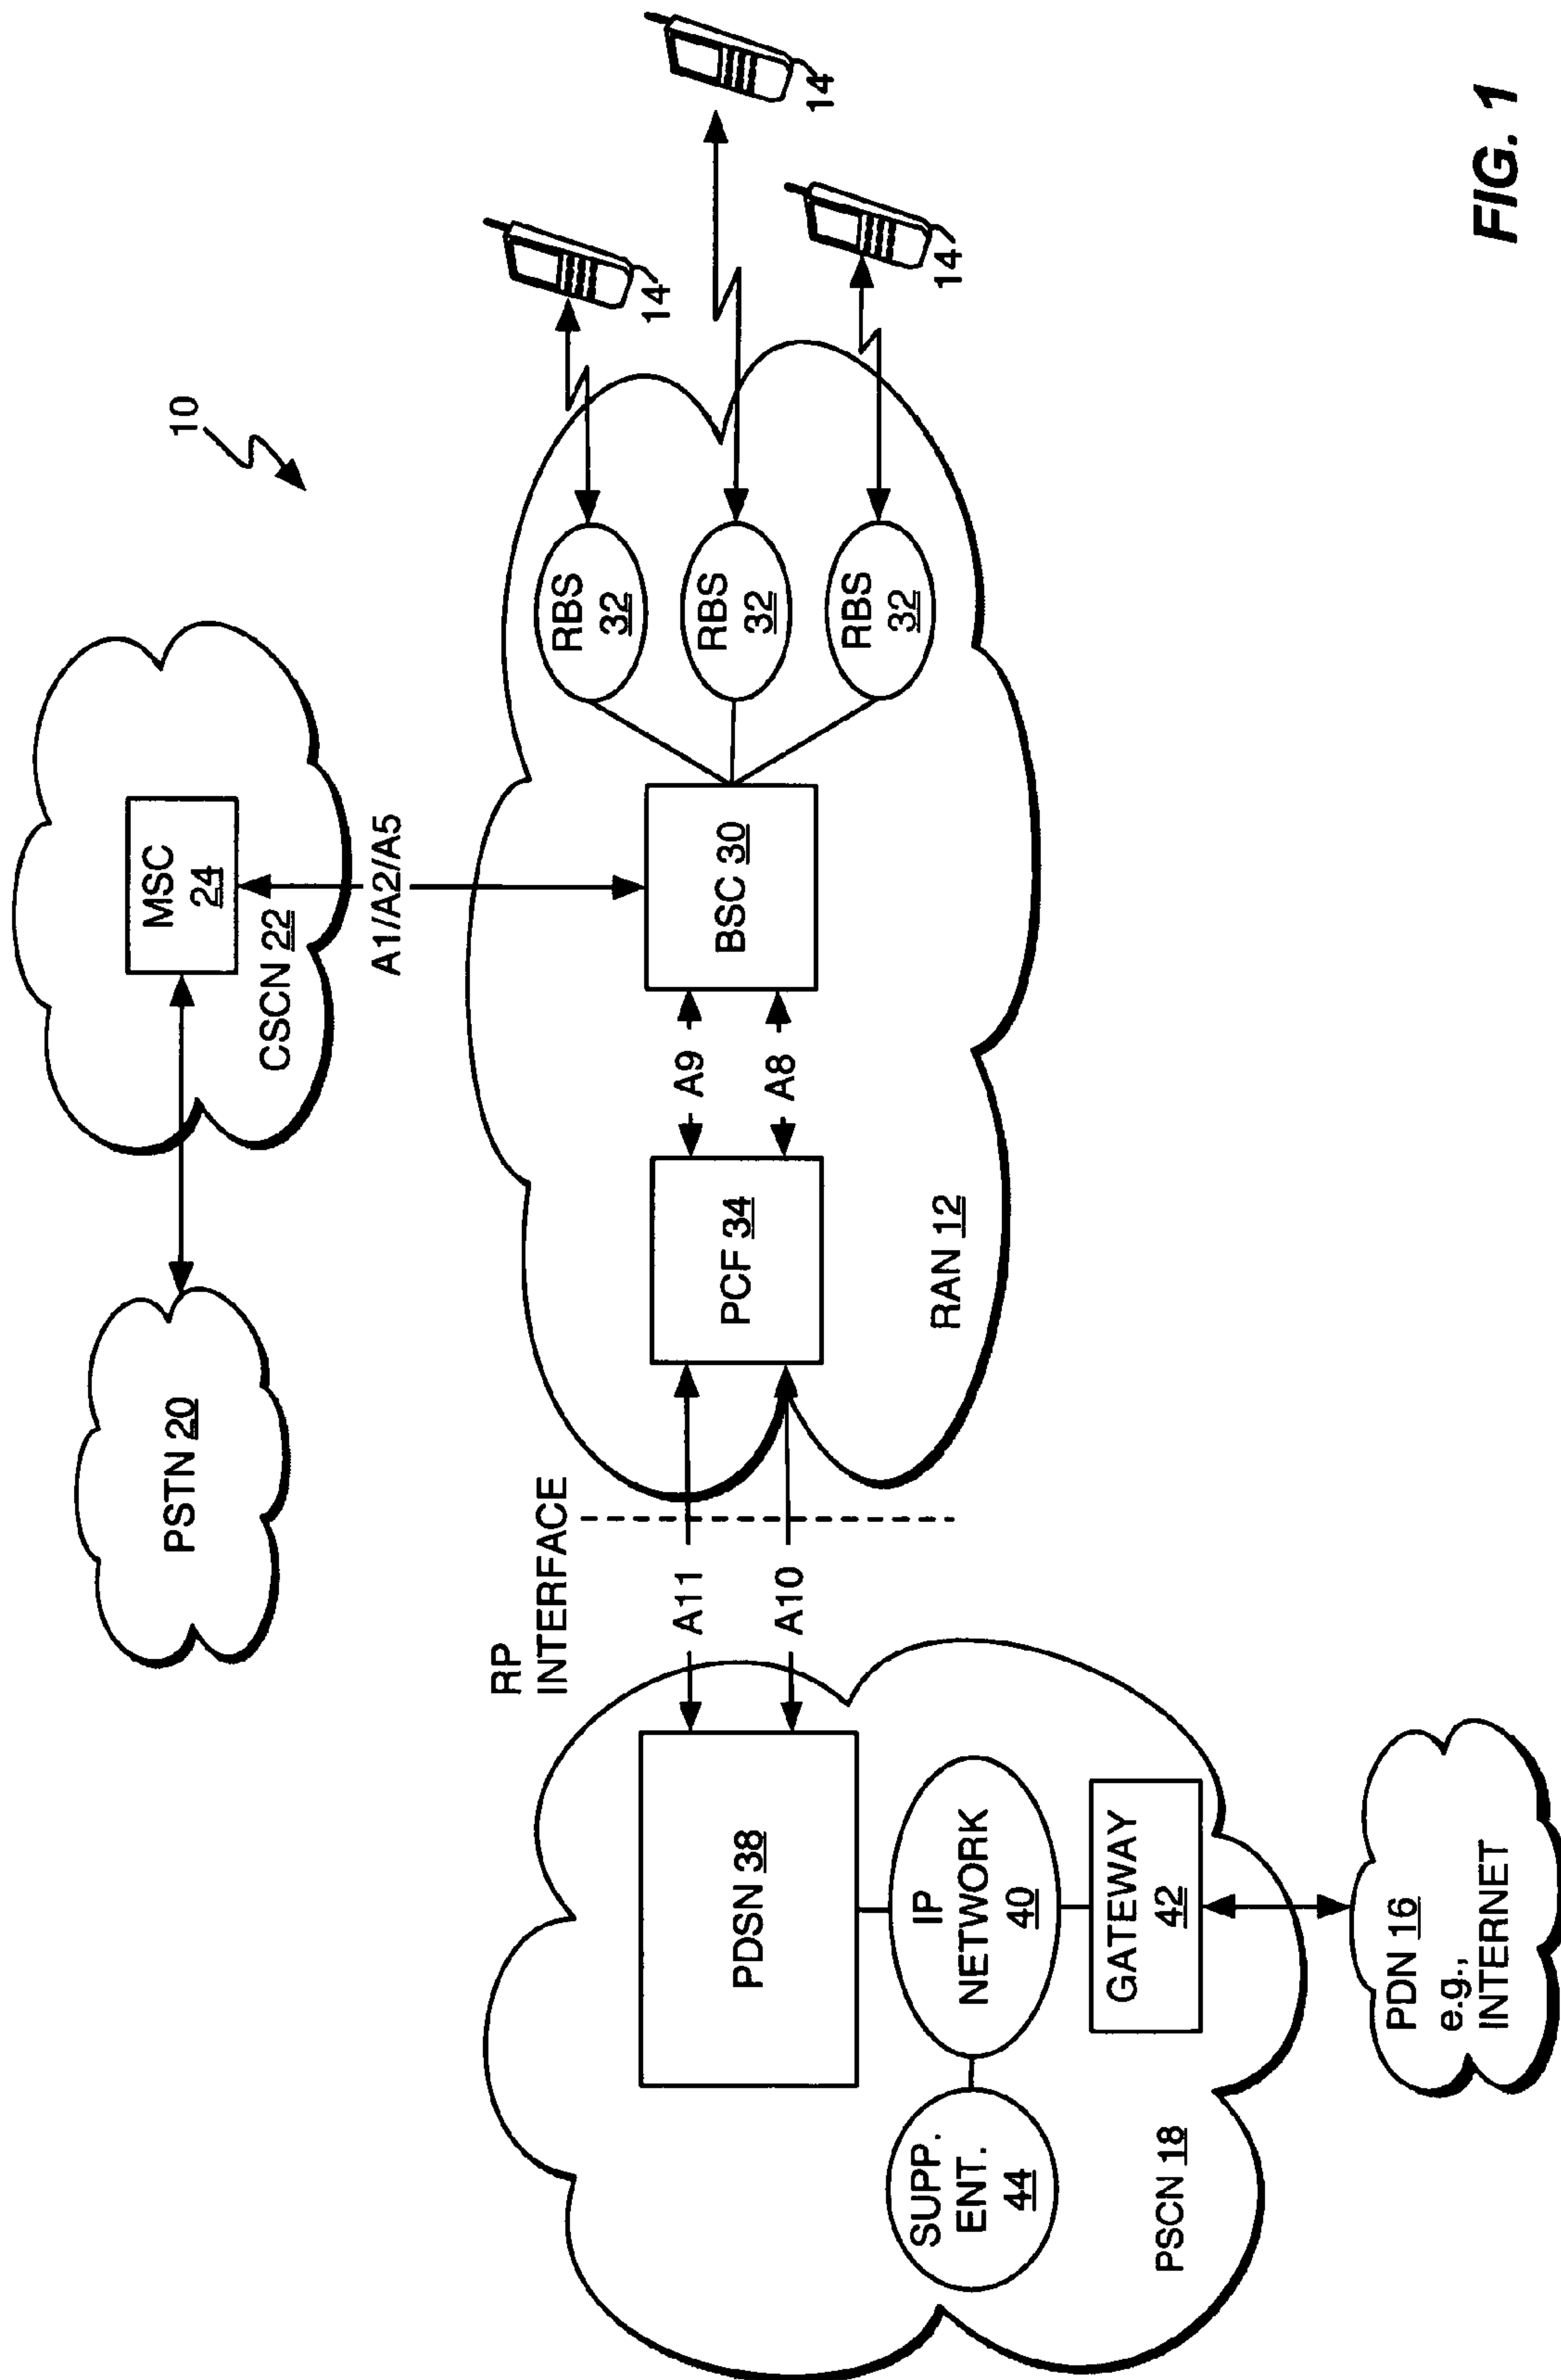 10
PSTN 20
MSC
24
CSCN 22
A1/A2/A5
RP
INTERFACE
PDSN 38
A11
A10
PCF 34
A9
A8
BSC 30
RBS
32
RBS
32
RBS
32
14
14
14
RAN 12
SUPP.
ENT.
44
IP
NETWORK
40
GATEWAY
42
PSCN 18
PDN 16
e.g.,
INTERNET
FIG. 1